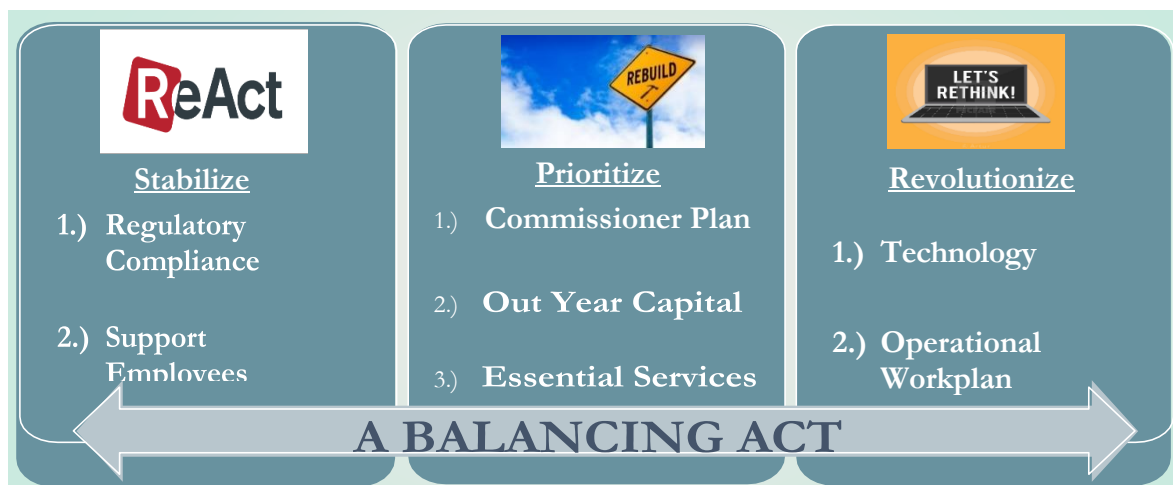 ReAct
Stabilize
1.) Regulatory
Compliance
2.) Support
Employees
REBUILD
Prioritize
1.) Commissioner Plan
2.) Out Year Capital
3.) Essential Services
LET'S
RETHINK!
Revolutionize
1.) Technology
2.) Operational
Workplan
A BALANCING ACT